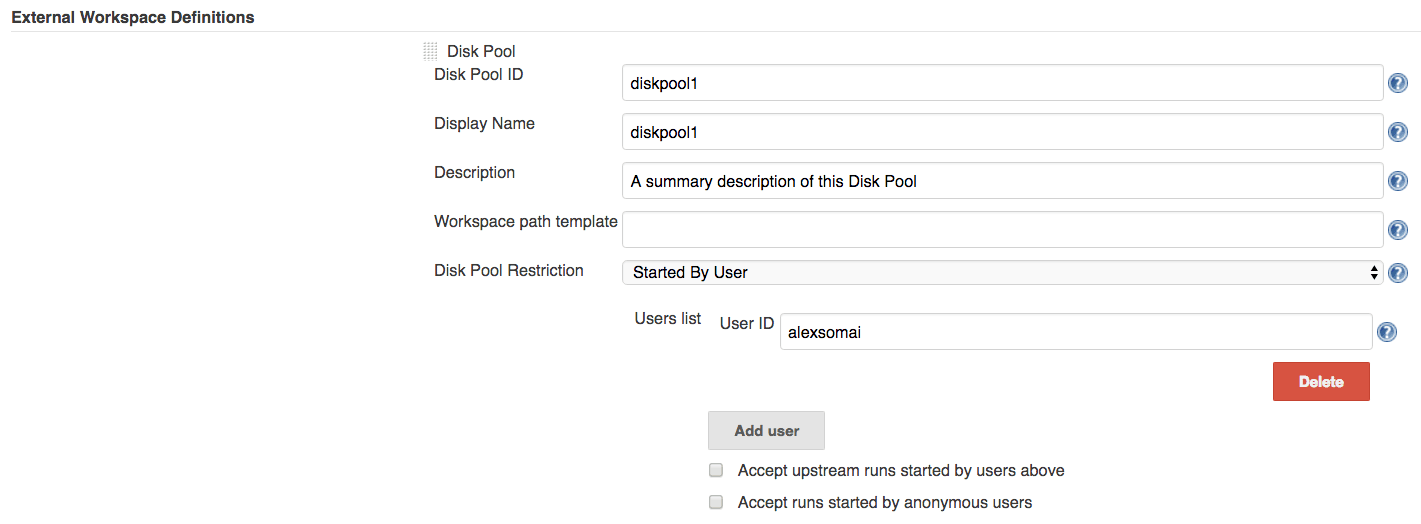 External Workspace Definitions
Disk Pool
Disk Pool ID
diskpool1
Display Name
diskpool1
Description
A summary description of this Disk Pool
Workspace path template
Disk Pool Restriction
Started By User
Users list
User ID
alexsomai
Delete
Add user
Accept upstream runs started by users above
Accept runs started by anonymous users